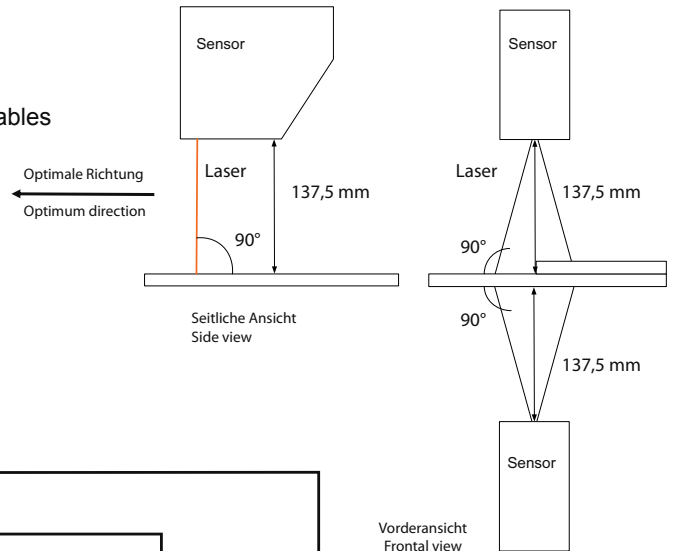 Sensor
Sensor
ables
Optimale Richtung
Optimum direction
Laser
137,5 mm
90°
Seitliche Ansicht
Side view
Laser
137,5 mm
90°
90°
137,5 mm
Sensor
Vorderansicht
Frontal view